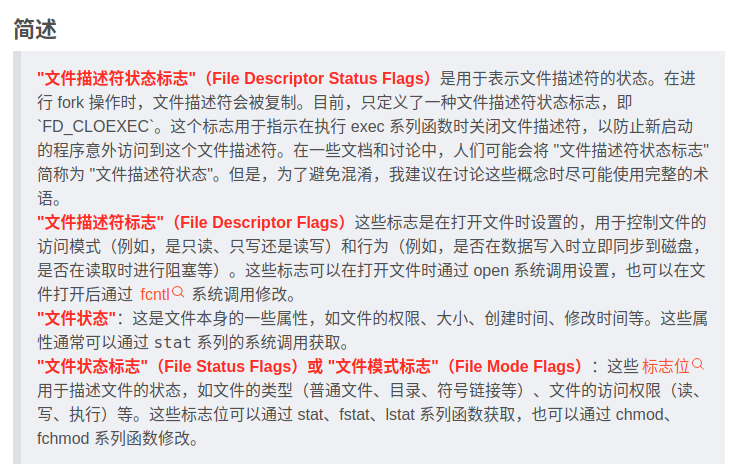 简述
"文件描述符状态标志"（File Descriptor Status Flags）是用于表示文件描述符的状态。在进
行 fork 操作时，文件描述符会被复制。目前，只定义了一种文件描述符状态标志，即
`FD_CLOEXEC`。这个标志用于指示在执行 exec 系列函数时关闭文件描述符，以防止新启动
的程序意外访问到这个文件描述符。在一些文档和讨论中，人们可能会将 "文件描述符状态标志"
简称为 "文件描述符状态"。但是，为了避免混淆，我建议在讨论这些概念时尽可能使用完整的术
语。
"文件描述符标志"（File Descriptor Flags）这些标志是在打开文件时设置的，用于控制文件的
访问模式（例如，是只读、只写还是读写）和行为（例如，是否在数据写入时立即同步到磁盘，
是否在读取时进行阻塞等）。这些标志可以在打开文件时通过 open 系统调用设置，也可以在文
件打开后通过 fcntl 系统调用修改。
"文件状态"：这是文件本身的一些属性，如文件的权限、大小、创建时间、修改时间等。这些属
性通常可以通过 stat 系列的系统调用获取。
"文件状态标志"（File Status Flags）或 "文件模式标志"（File Mode Flags）：这些 标志位
用于描述文件的状态，如文件的类型（普通文件、目录、符号链接等）、文件的访问权限（读、
写、执行）等。这些标志位可以通过 stat、fstat、lstat 系列函数获取，也可以通过 chmod、
fchmod 系列函数修改。